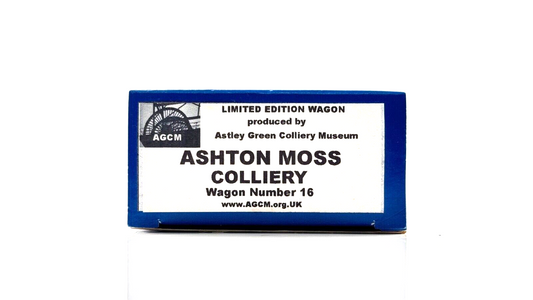 LIMITED EDITION WAGON
produced by
Astley Green Colliery Museum
AGCM
ASHTON MOSS
COLLIERY
Wagon Number 16
www.AGCM.org.UK